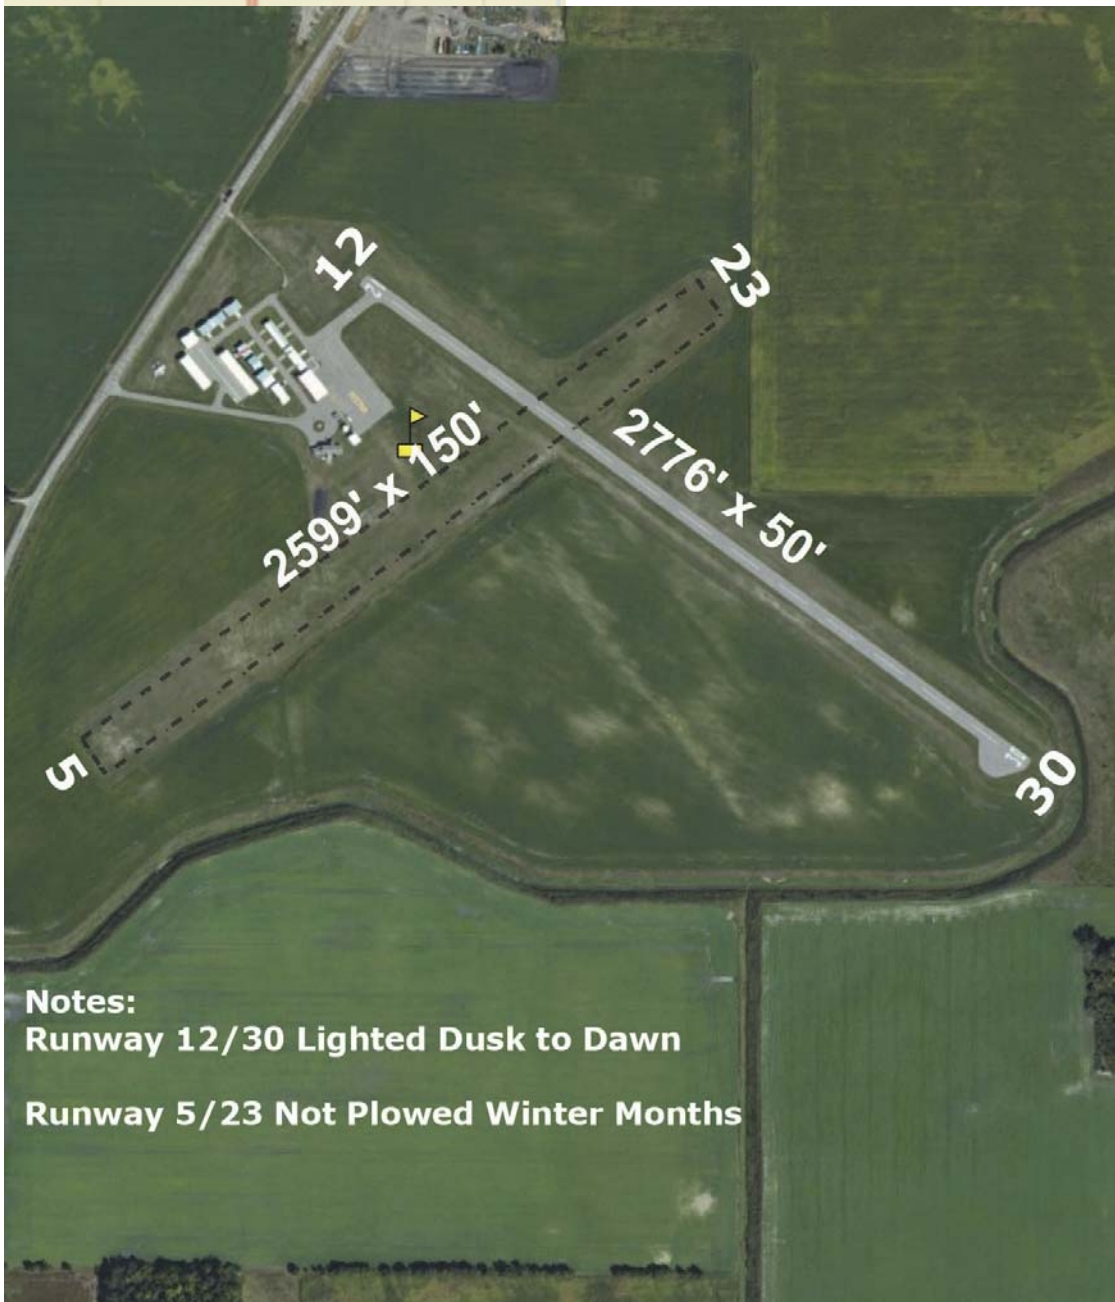 12
23
2599' x 150'
2776' x 50'
5
30
Notes:
Runway 12/30 Lighted Dusk to Dawn
Runway 5/23 Not Plowed Winter Months